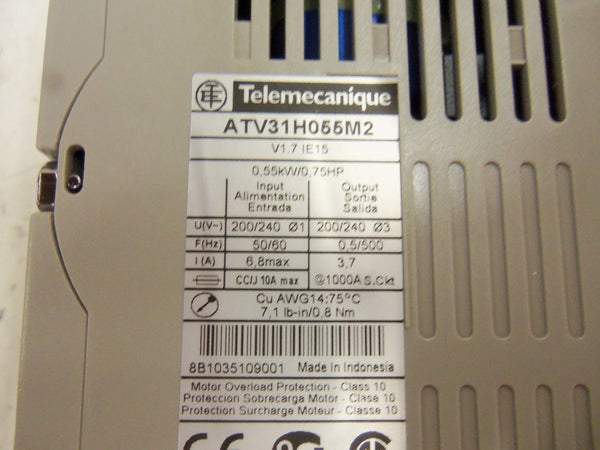 Telemecanique
ATV31H055M2
V1.7 IE15
0,55kW/0,75HP
Input Output
Alimentation Sortie
Entrada Salida
U(V~) 200/240 Ø1 200/240 Ø3
F(Hz) 50/60 0,5/500
I (A) 6,8max 3,7
CC/J 10A max @1000A S.Ckt
Cu AWG14:75°C
7,1 lb-in/0,8 Nm
8B1035109001 Made in Indonesia
Motor Overload Protection - Class 10
Proteccion Sobrecarga Motor - Clase 10
Protection Surcharge Moteur - Classe 10
CE